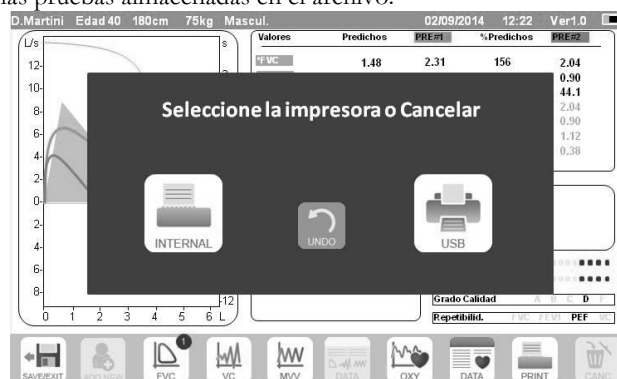 las pruebas almacenadas en el archivo.
D.Martini Edad 40 180cm 75kg Mascul. 02/09/2014 12:22 Ver1.0
L/s s Valores Predichos PRE#1 %Predichos PRE#2
*FVC 1.48 2.31 156 2.04
0.90
44.1
2.04
0.90
1.12
0.38
12-
10-
8-
6-
4-
2-
0-
2-
4-
6-
8-
Seleccione la impresora o Cancelar
INTERNAL UNDO USB
-12
0 1 2 3 4 5 6 L
Grado Calidad A B C D F
Repetibilid. FVC FEV1 PEF VC
1
SAVE/EXIT ADD NEW FVC VC MVV DATA OXY DATA PRINT CANC